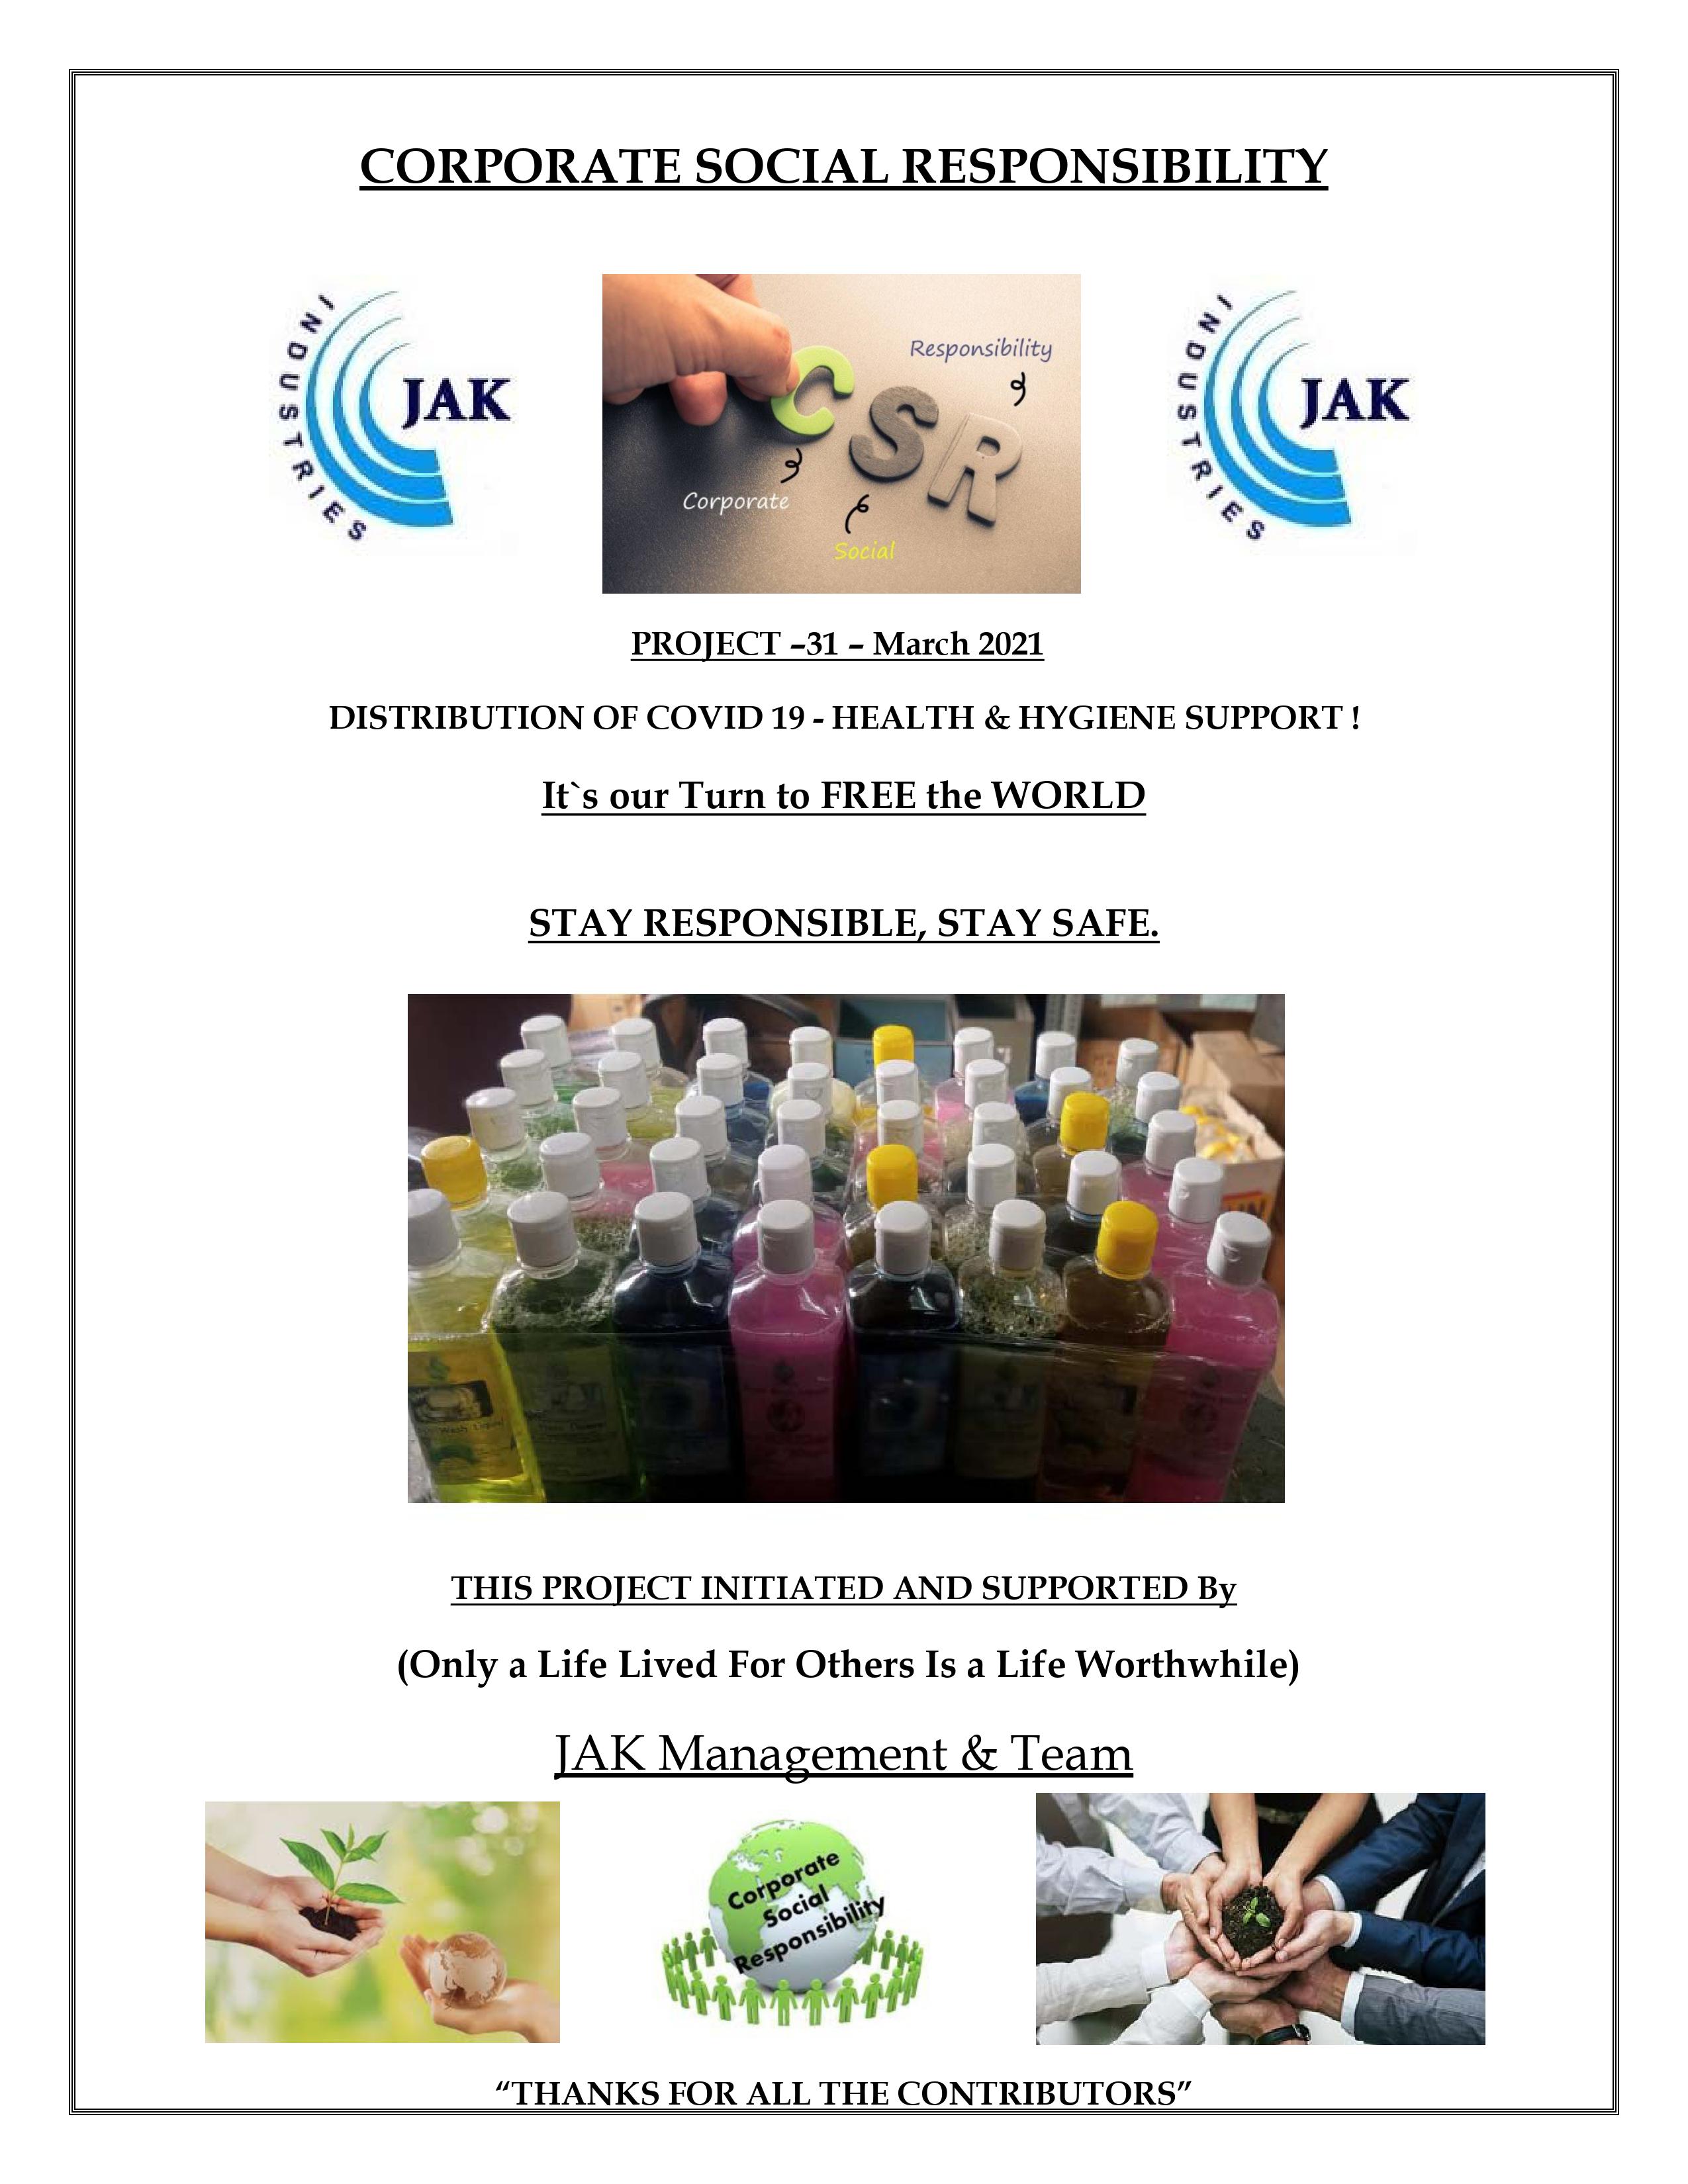 CORPORATE SOCIAL RESPONSIBILITY
INDUSTRIES
JAK
Responsibility
CSR
Corporate
Social
INDUSTRIES
JAK
PROJECT –31 – March 2021
DISTRIBUTION OF COVID 19 - HEALTH & HYGIENE SUPPORT !
It`s our Turn to FREE the WORLD
STAY RESPONSIBLE, STAY SAFE.
Wash Liquid
THIS PROJECT INITIATED AND SUPPORTED By
(Only a Life Lived For Others Is a Life Worthwhile)
JAK Management & Team
Corporate
Social
Responsibility
“THANKS FOR ALL THE CONTRIBUTORS”